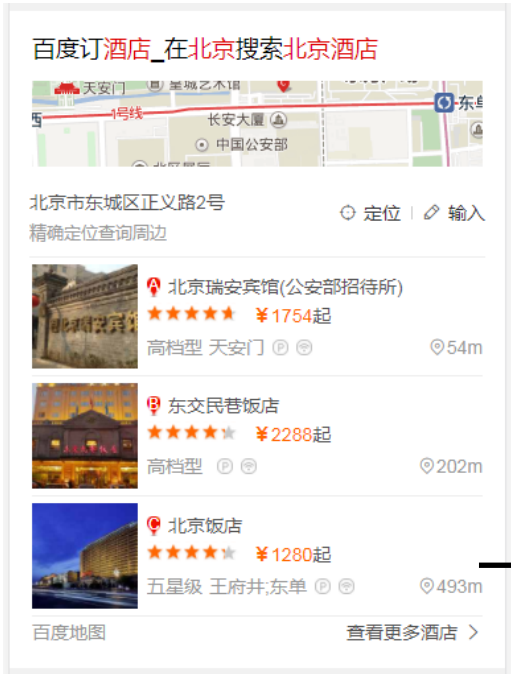 百度订酒店_在北京搜索北京酒店
天安门
皇城艺术馆
1号线
东单
长安大厦
中国公安部
北京市东城区正义路2号
定位
输入
精确定位查询周边
A 北京瑞安宾馆(公安部招待所)
¥1754起
高档型 天安门 P
54m
B 东交民巷饭店
¥2288起
高档型 P
202m
C 北京饭店
¥1280起
五星级 王府井;东单 P
493m
百度地图
查看更多酒店 >